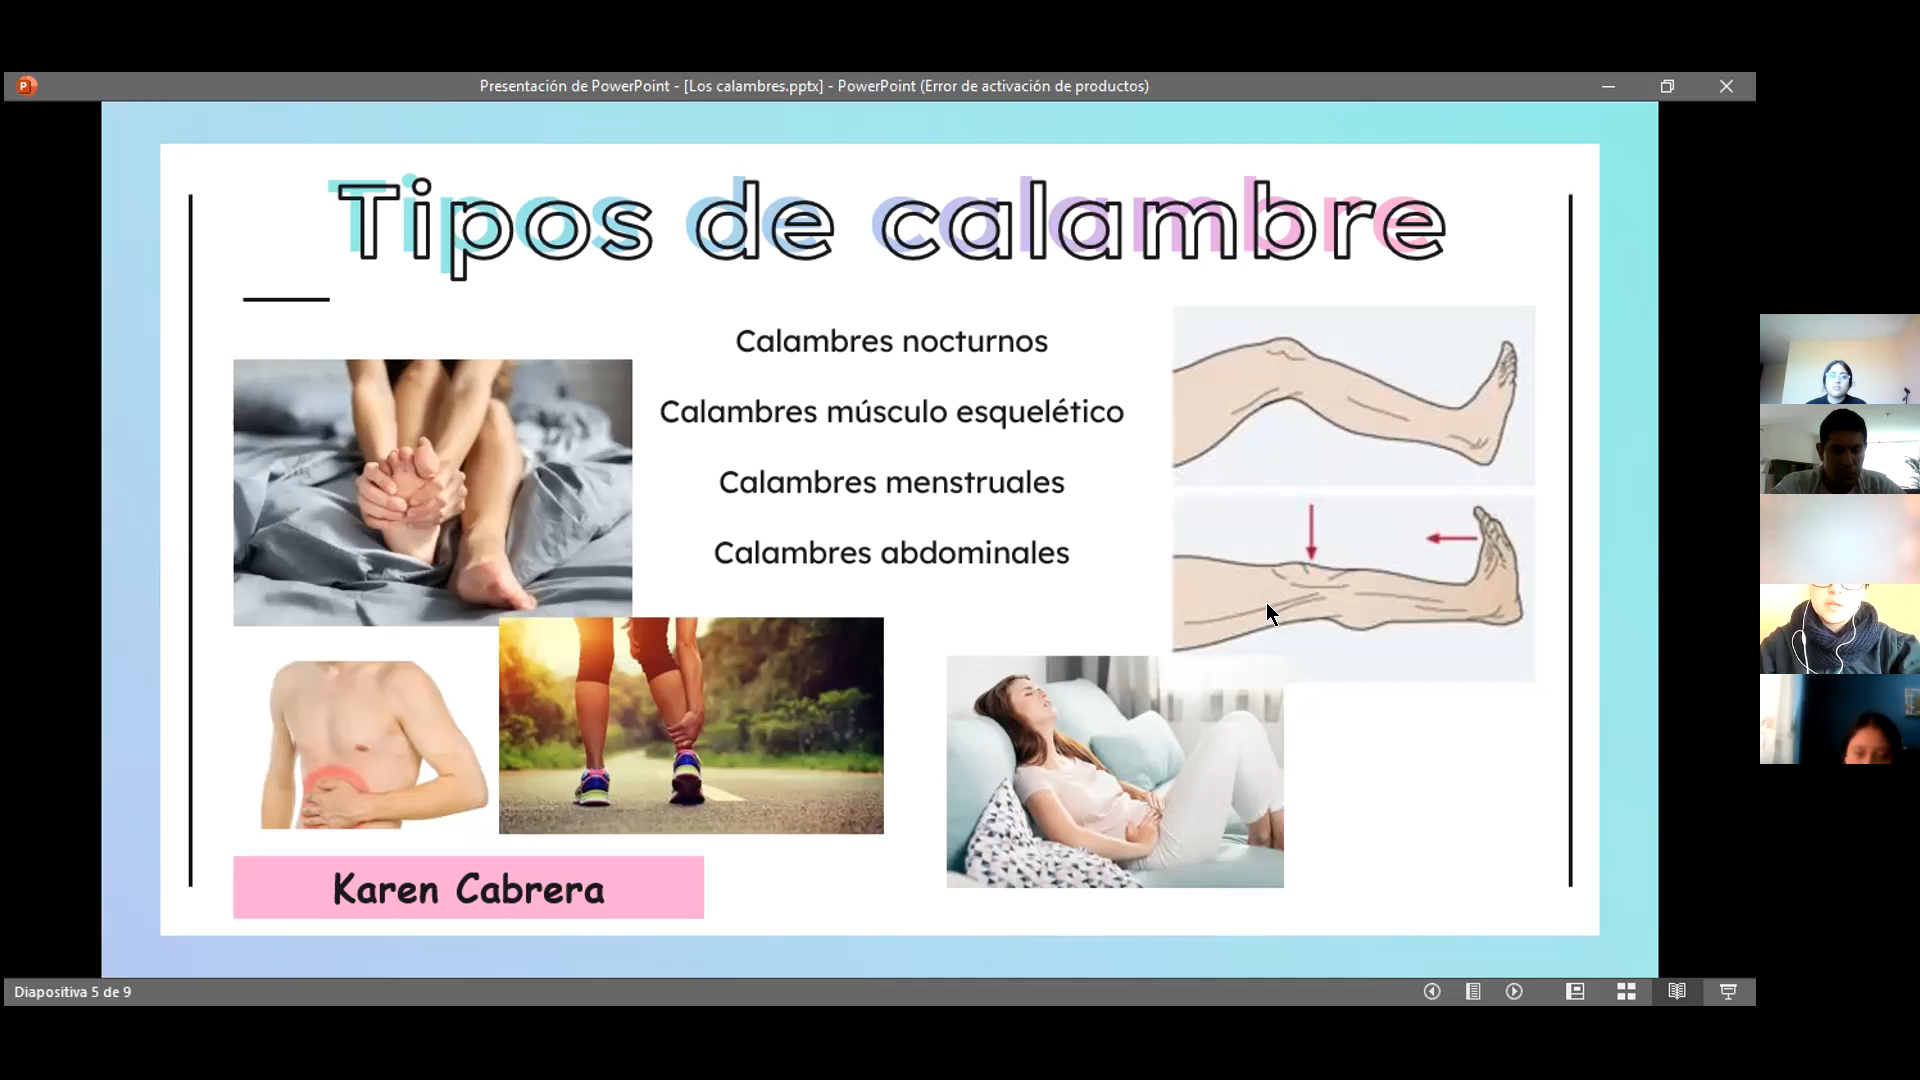 Presentación de PowerPoint - [Los calambres.pptx] - PowerPoint (Error de activación de productos)
Tipos de calambre
Calambres nocturnos
Calambres músculo esquelético
Calambres menstruales
Calambres abdominales
Karen Cabrera
Diapositiva 5 de 9